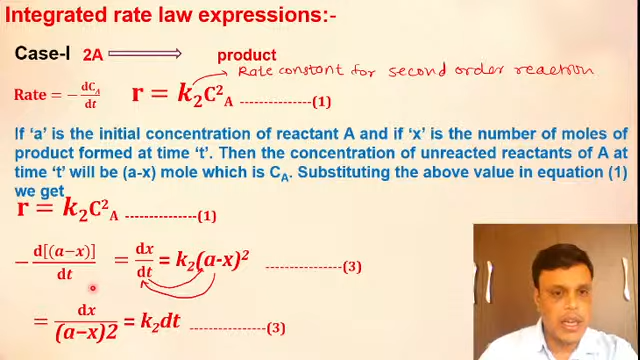 Integrated rate law expressions:-
Case-I 2A ⟹ product
Rate constant for second order reaction
Rate = − dC_A/dt r = k₂C²_A ---------------(1)
If 'a' is the initial concentration of reactant A and if 'x' is the number of moles of
product formed at time 't'. Then the concentration of unreacted reactants of A at
time 't' will be (a-x) mole which is C_A. Substituting the above value in equation (1)
we get
r = k₂C²_A ---------------(1)
− d[(a−x)]/dt = dx/dt = k₂(a-x)² ---------------(3)
= dx/(a−x)2 = k₂dt ---------------(3)